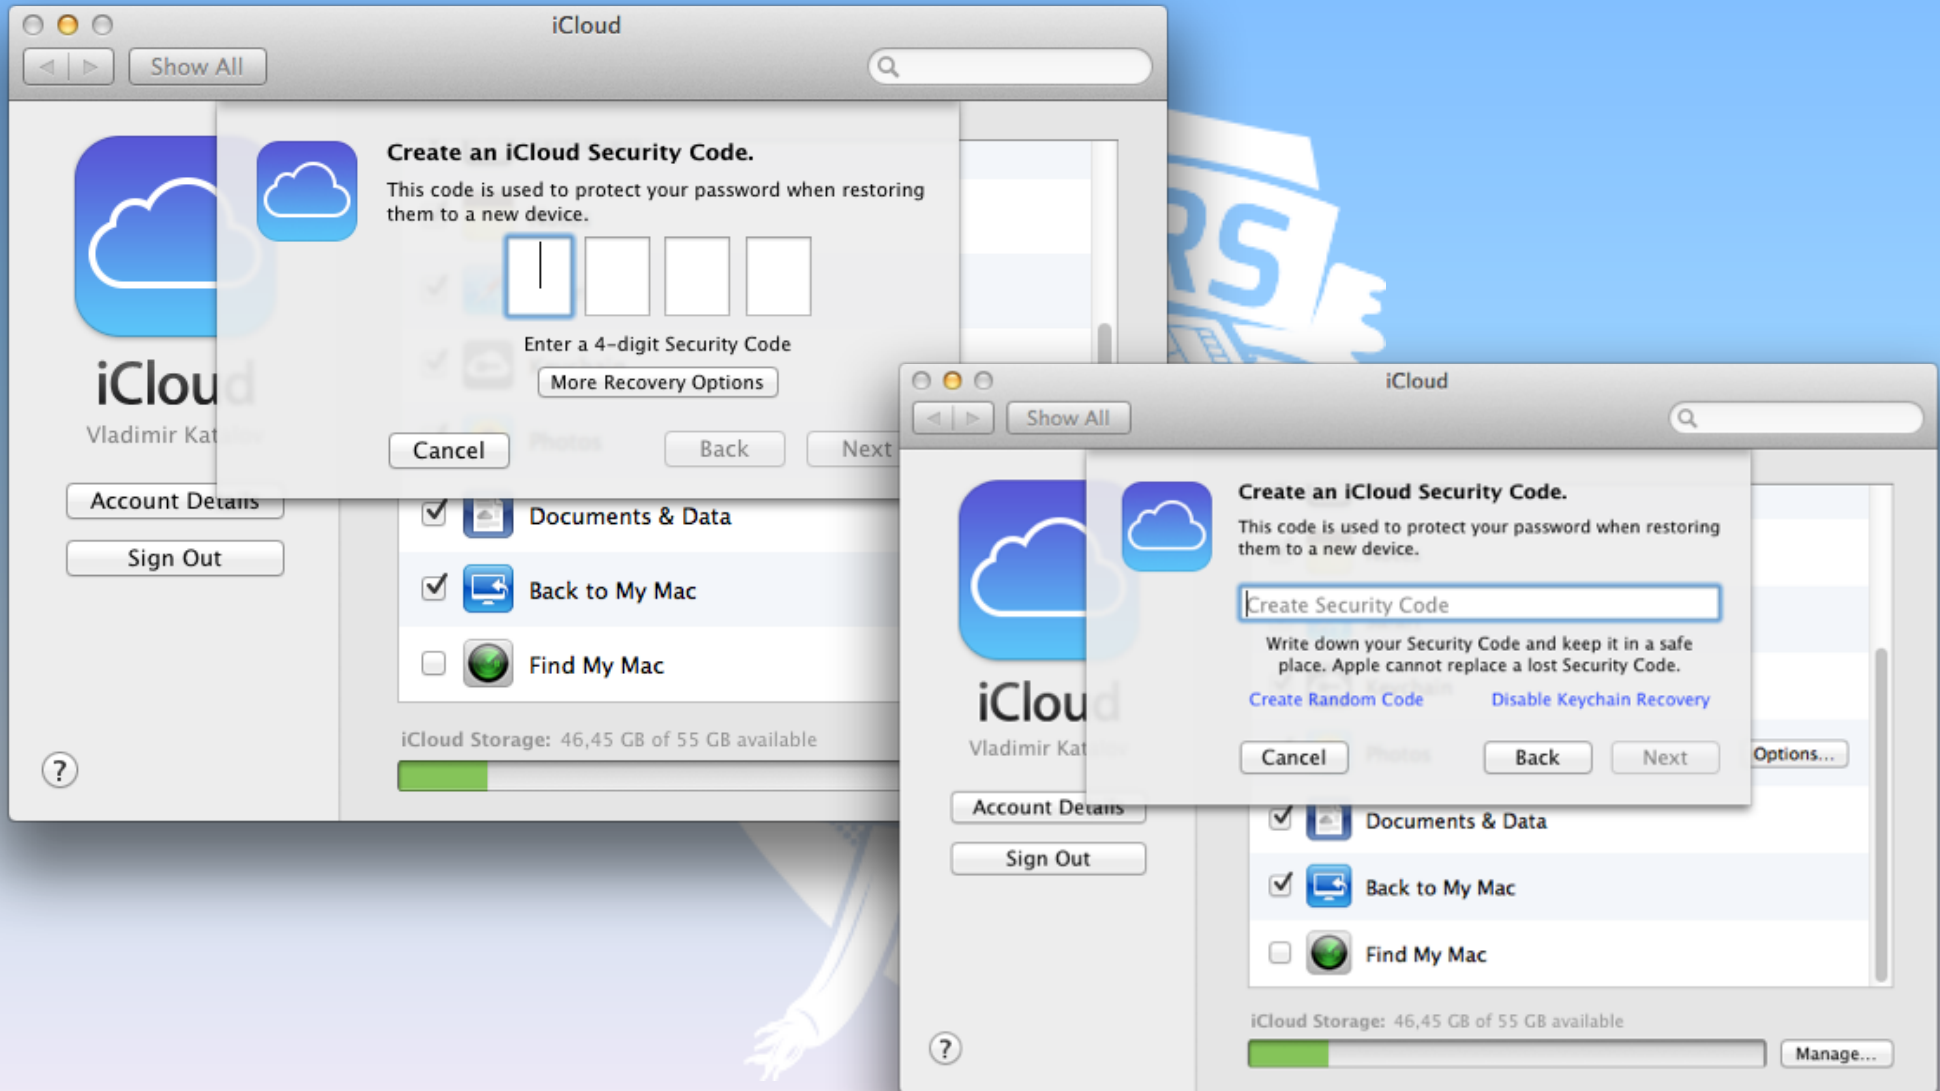 iCloud
Show All
Create an iCloud Security Code.
This code is used to protect your password when restoring
them to a new device.
Enter a 4-digit Security Code
More Recovery Options
Cancel
Photos
Back
Next
iCloud
Vladimir Kat
Account Details
Sign Out
Documents & Data
Back to My Mac
Find My Mac
iCloud Storage: 46,45 GB of 55 GB available
?
RS
iCloud
Show All
Create an iCloud Security Code.
This code is used to protect your password when restoring
them to a new device.
Create Security Code
Write down your Security Code and keep it in a safe
place. Apple cannot replace a lost Security Code.
Keychain
Create Random Code
Disable Keychain Recovery
Cancel
Photos
Back
Next
Options...
iCloud
Vladimir Kat
Account Details
Sign Out
Documents & Data
Back to My Mac
Find My Mac
iCloud Storage: 46,45 GB of 55 GB available
Manage...
?